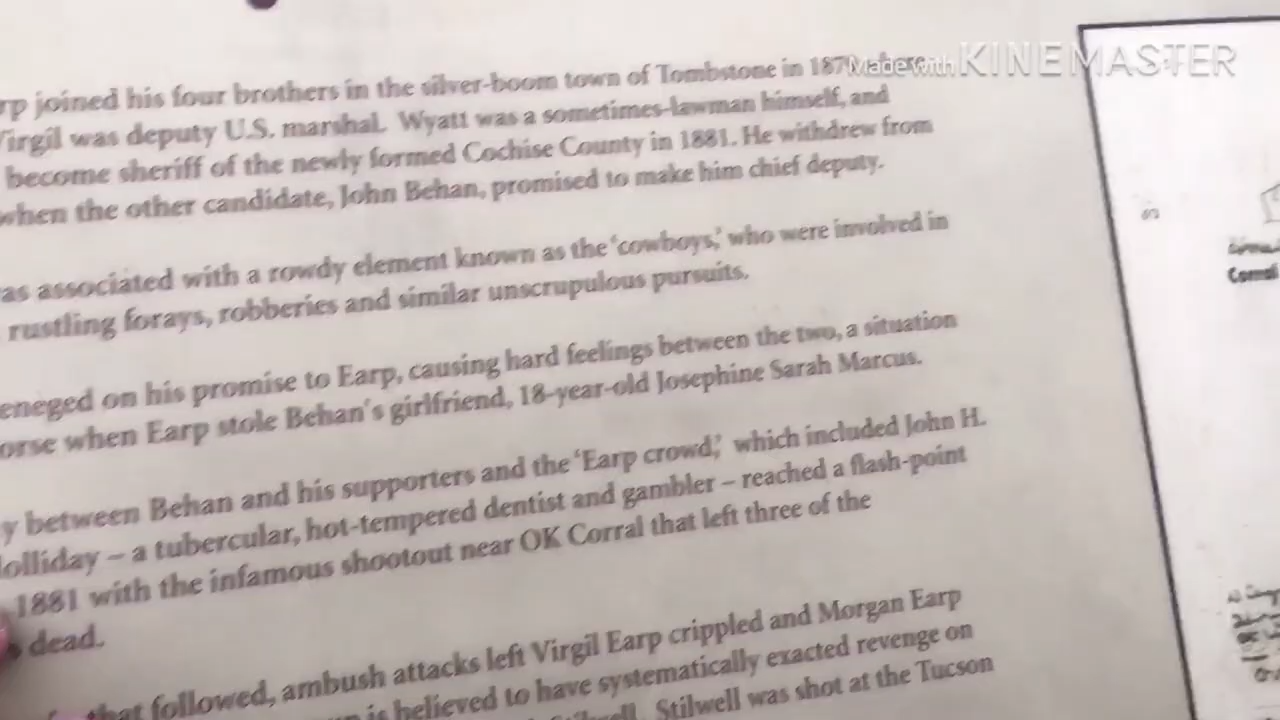 Made with KINEMASTER
rp joined his four brothers in the silver-boom town of Tombstone in
Virgil was deputy U.S. marshal. Wyatt was a sometimes-lawman himself, and
become sheriff of the newly formed Cochise County in 1881. He withdrew from
when the other candidate, John Behan, promised to make him chief deputy.
as associated with a rowdy element known as the 'cowboys,' who were involved in
rustling forays, robberies and similar unscrupulous pursuits.
eneged on his promise to Earp, causing hard feelings between the two, a situation
orse when Earp stole Behan's girlfriend, 18-year-old Josephine Sarah Marcus.
y between Behan and his supporters and the 'Earp crowd,' which included John H.
olliday – a tubercular, hot-tempered dentist and gambler – reached a flash-point
1881 with the infamous shootout near OK Corral that left three of the
dead.
that followed, ambush attacks left Virgil Earp crippled and Morgan Earp
is believed to have systematically exacted revenge on
Stilwell. Stilwell was shot at the Tucson
Corral